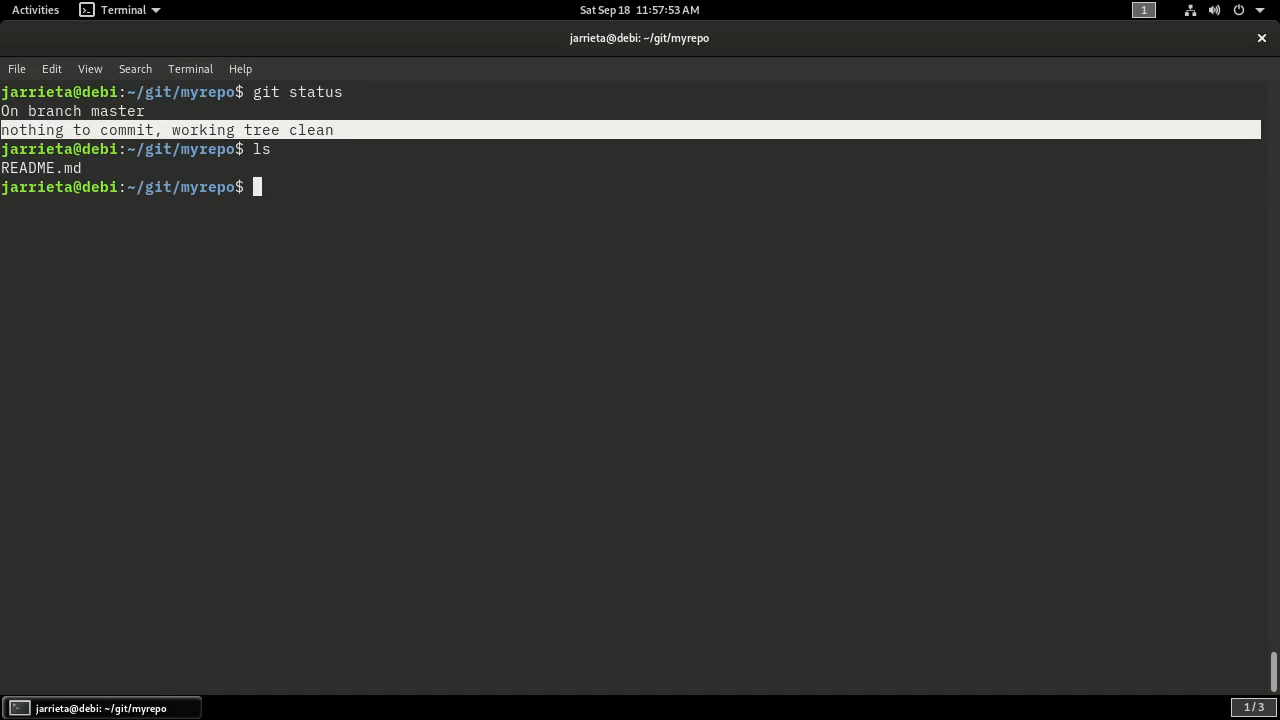 Activities Terminal Sat Sep 18 11:57:53 AM 1
jarrieta@debi: ~/git/myrepo
File Edit View Search Terminal Help
jarrieta@debi:~/git/myrepo$ git status
On branch master
nothing to commit, working tree clean
jarrieta@debi:~/git/myrepo$ ls
README.md
jarrieta@debi:~/git/myrepo$
jarrieta@debi: ~/git/myrepo 1 / 3